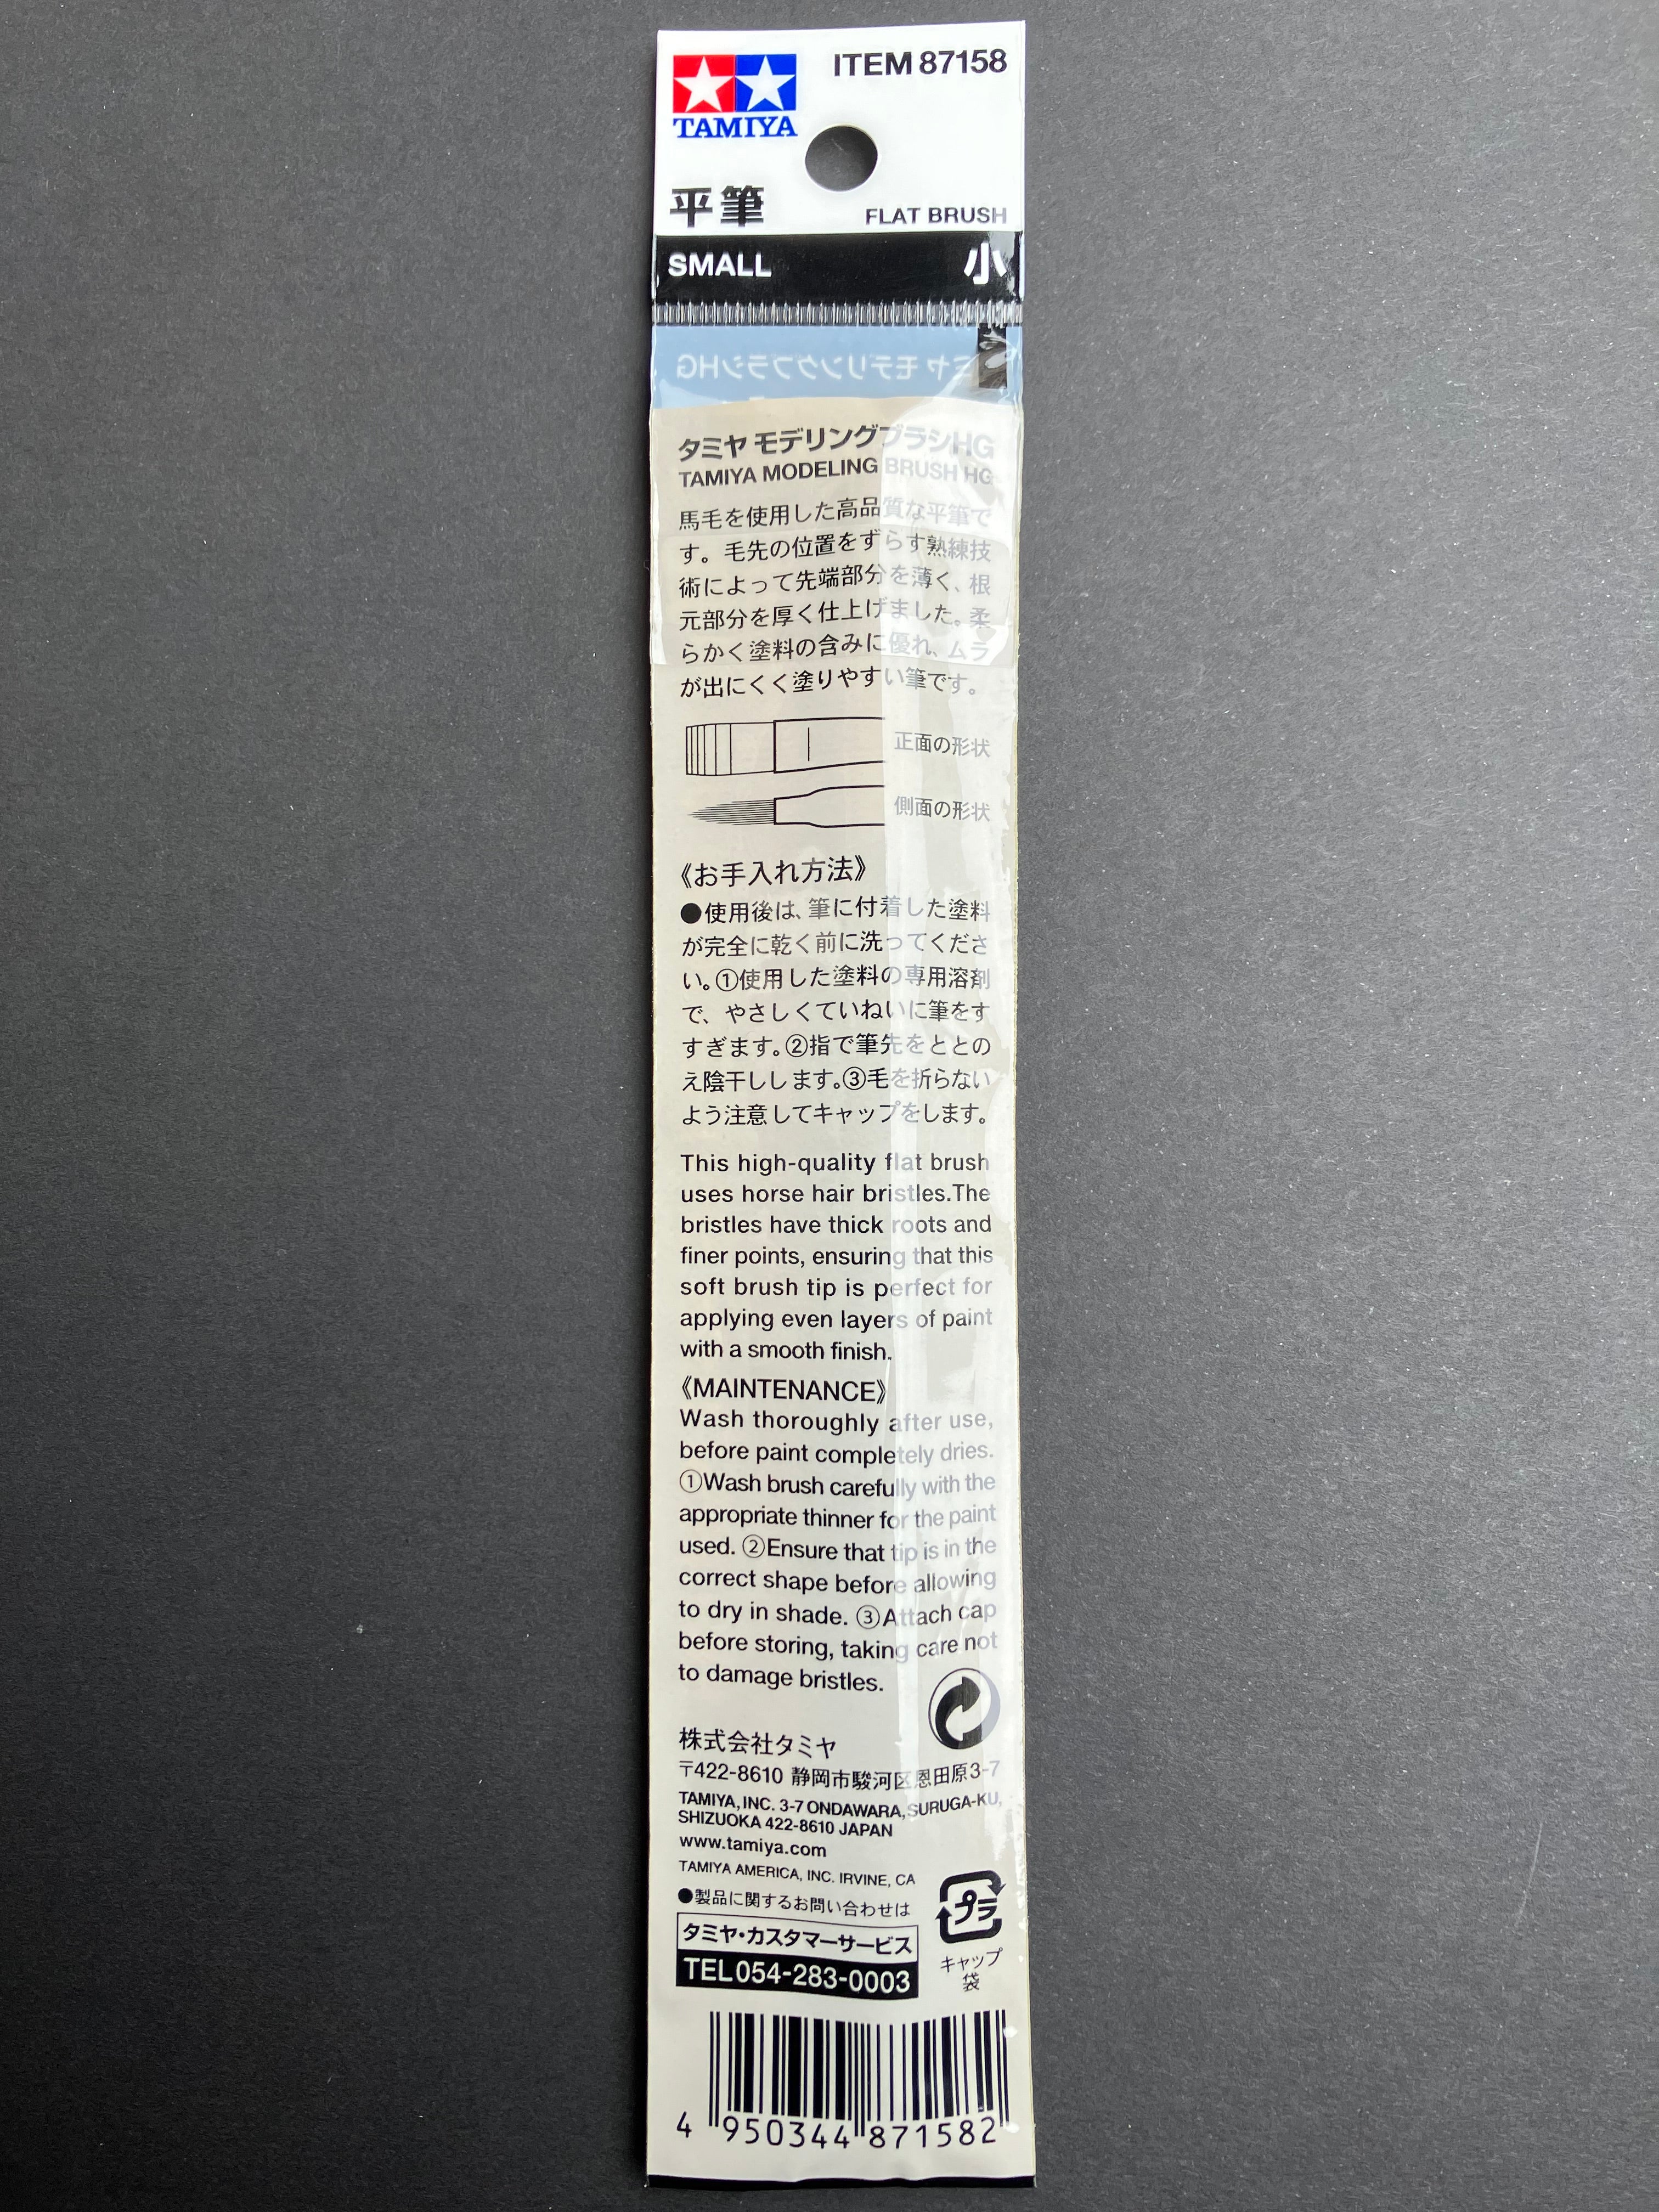 ITEM 87158
TAMIYA
平筆
FLAT BRUSH
SMALL 小
ミヤ モデリングブラシHG
タミヤ モデリングブラシHG
TAMIYA MODELING BRUSH HG
馬毛を使用した高品質な平筆で
す。毛先の位置をずらす熟練技
術によって先端部分を薄く、根
元部分を厚く仕上げました。柔
らかく塗料の含みに優れ、ムラ
が出にくく塗りやすい筆です。
正面の形状
側面の形状
《お手入れ方法》
●使用後は、筆に付着した塗料
が完全に乾く前に洗ってくださ
い。①使用した塗料の専用溶剤
で、やさしくていねいに筆をす
すぎます。②指で筆先をととの
え陰干しします。③毛を折らない
よう注意してキャップをします。
This high-quality flat brush
uses horse hair bristles.The
bristles have thick roots and
finer points, ensuring that this
soft brush tip is perfect for
applying even layers of paint
with a smooth finish.
《MAINTENANCE》
Wash thoroughly after use,
before paint completely dries.
①Wash brush carefully with the
appropriate thinner for the paint
used. ②Ensure that tip is in the
correct shape before allowing
to dry in shade. ③Attach cap
before storing, taking care not
to damage bristles.
株式会社タミヤ
〒422-8610 静岡市駿河区恩田原3-7
TAMIYA, INC. 3-7 ONDAWARA, SURUGA-KU,
SHIZUOKA 422-8610 JAPAN
www.tamiya.com
TAMIYA AMERICA, INC. IRVINE, CA
●製品に関するお問い合わせは
タミヤ・カスタマーサービス
TEL 054-283-0003
プラ
キャップ
袋
4 950344 871582